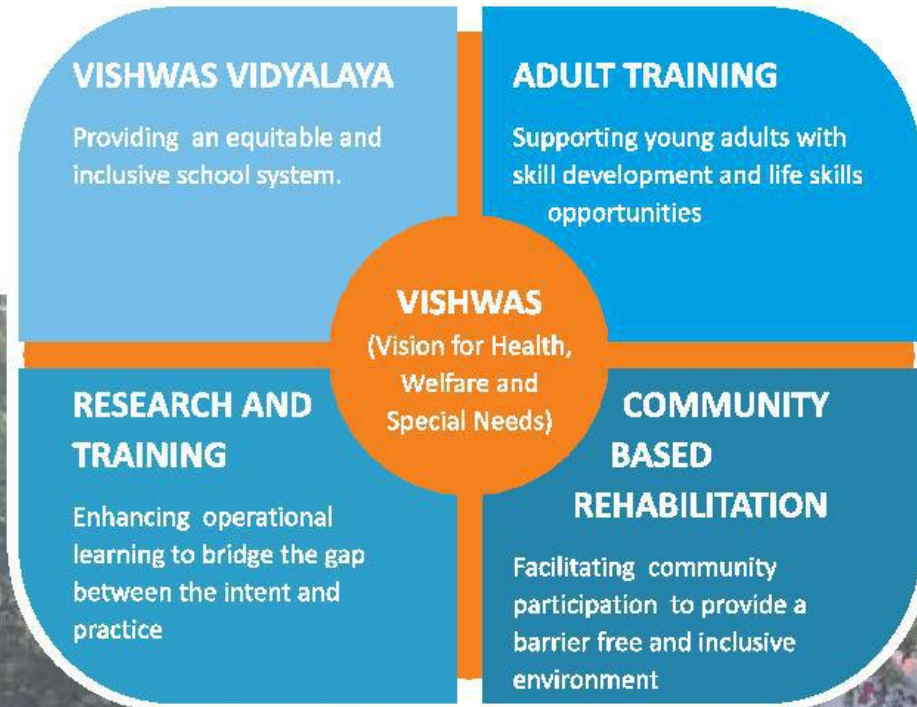 VISHWAS VIDYALAYA
Providing an equitable and
inclusive school system.
ADULT TRAINING
Supporting young adults with
skill development and life skills
opportunities
VISHWAS
(Vision for Health,
Welfare and
Special Needs)
RESEARCH AND
TRAINING
Enhancing operational
learning to bridge the gap
between the intent and
practice
COMMUNITY
BASED
REHABILITATION
Facilitating community
participation to provide a
barrier free and inclusive
environment